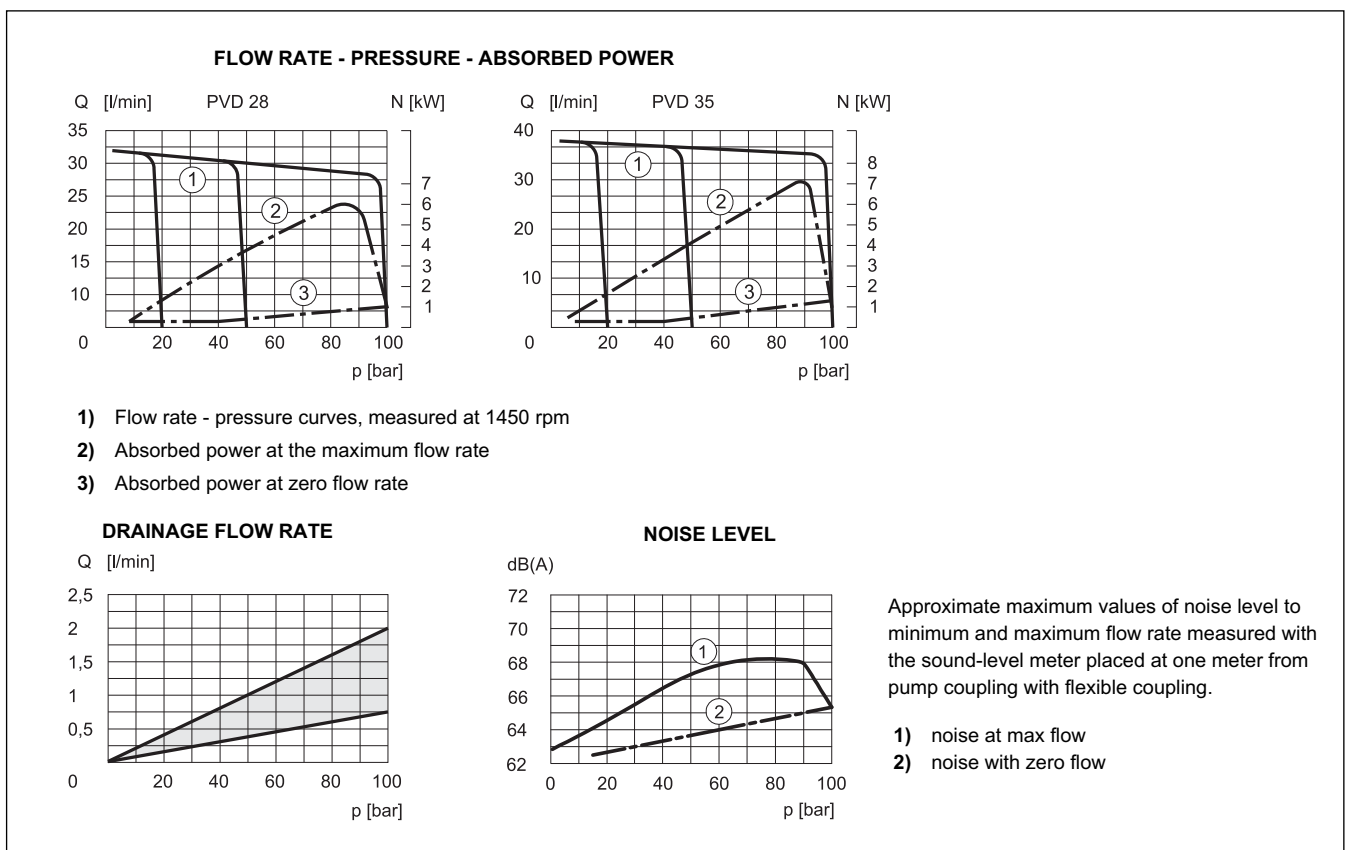 FLOW RATE - PRESSURE - ABSORBED POWER
Q [l/min] PVD 28 N [kW]
35
30
25
20
15
10
0
7
6
5
4
3
2
1
20 40 60 80 100
p [bar]
1
2
3
Q [l/min] PVD 35 N [kW]
40
30
20
10
0
8
7
6
5
4
3
2
1
20 40 60 80 100
p [bar]
1
2
3
1) Flow rate - pressure curves, measured at 1450 rpm
2) Absorbed power at the maximum flow rate
3) Absorbed power at zero flow rate
DRAINAGE FLOW RATE
Q [l/min]
2,5
2
1,5
1
0,5
0 20 40 60 80 100
p [bar]
NOISE LEVEL
dB(A)
72
70
68
66
64
62
0 20 40 60 80 100
p [bar]
1
2
Approximate maximum values of noise level to
minimum and maximum flow rate measured with
the sound-level meter placed at one meter from
pump coupling with flexible coupling.
1) noise at max flow
2) noise with zero flow